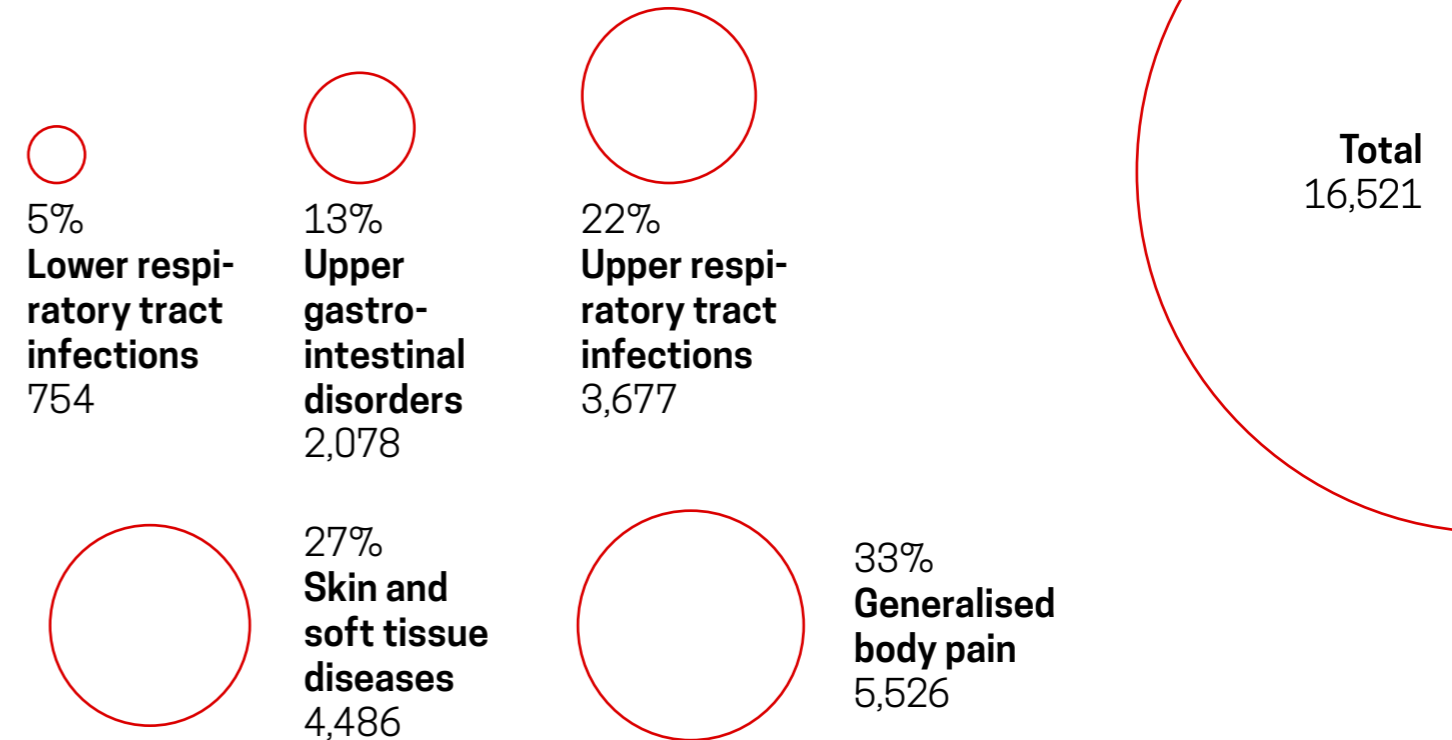 5%
Lower respi-
ratory tract
infections
754
13%
Upper
gastro-
intestinal
disorders
2,078
22%
Upper respi-
ratory tract
infections
3,677
Total
16,521
27%
Skin and
soft tissue
diseases
4,486
33%
Generalised
body pain
5,526